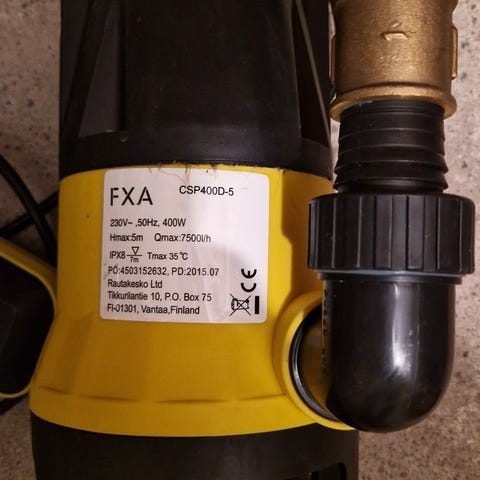 FXA CSP400D-5
230V~ ,50Hz, 400W
Hmax:5m Qmax:7500l/h
IPX8 7m Tmax 35℃
PO:4503152632, PD:2015.07
Rautakesko Ltd
Tikkurilantie 10, P.O. Box 75
FI-01301, Vantaa,Finland
CE